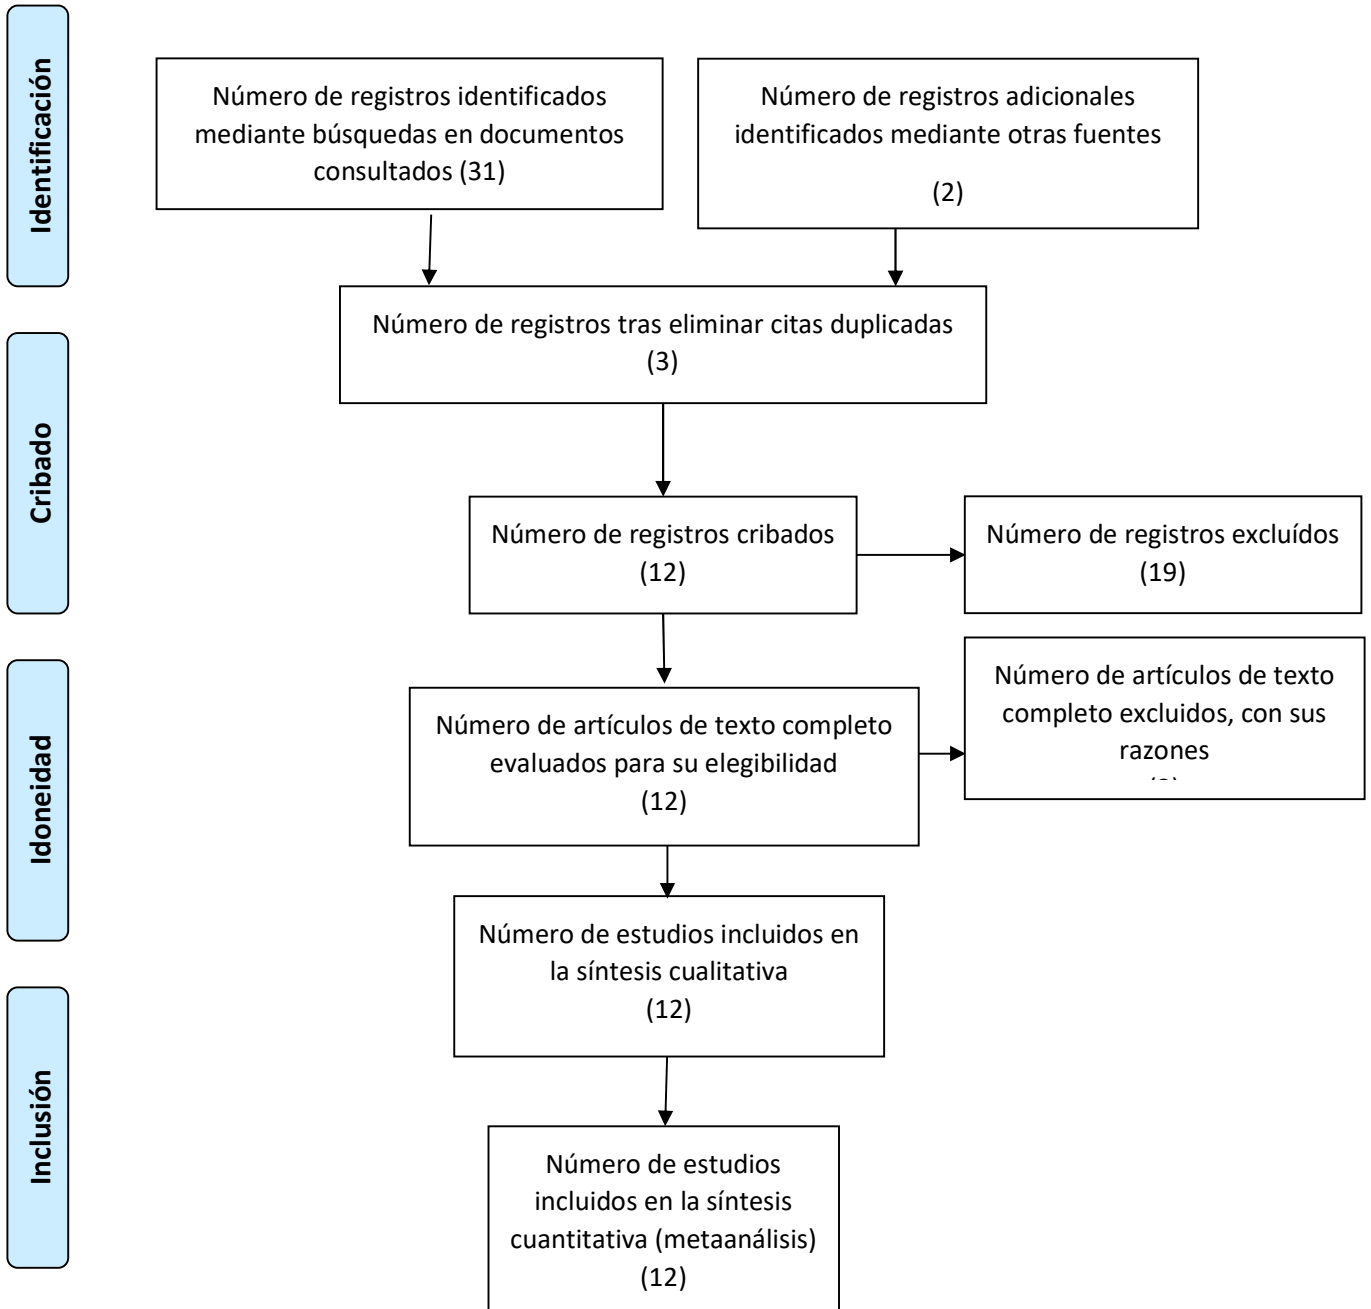 Identificación
Número de registros identificados
mediante búsquedas en documentos
consultados (31)
Número de registros adicionales
identificados mediante otras fuentes
(2)
Número de registros tras eliminar citas duplicadas
(3)
Cribado
Número de registros cribados
(12)
Número de registros excluídos
(19)
Idoneidad
Número de artículos de texto completo
evaluados para su elegibilidad
(12)
Número de artículos de texto
completo excluidos, con sus
razones
Número de estudios incluidos en
la síntesis cualitativa
(12)
Inclusión
Número de estudios
incluidos en la síntesis
cuantitativa (metaanálisis)
(12)